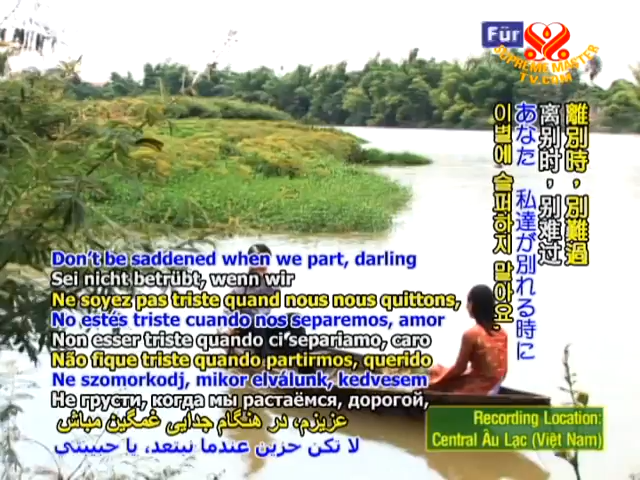 Für
SUPREME MASTER
TV.COM
離別時，別難過
离别时，别难过
あなた 私達が別れる時に
이별에 슬퍼하지 말아요,
Don't be saddened when we part, darling
Sei nicht betrübt, wenn wir
Ne soyez pas triste quand nous nous quittons,
No estés triste cuando nos separemos, amor
Non esser triste quando ci separiamo, caro
Não fique triste quando partirmos, querido
Ne szomorkodj, mikor elválunk, kedvesem
Не грусти, когда мы растаёмся, дорогой,
عزیزم، در هنگام جدایی غمگین مباش
لا تكن حزين عندما نبتعد، يا حبيبتي
Recording Location:
Central Âu Lạc (Việt Nam)